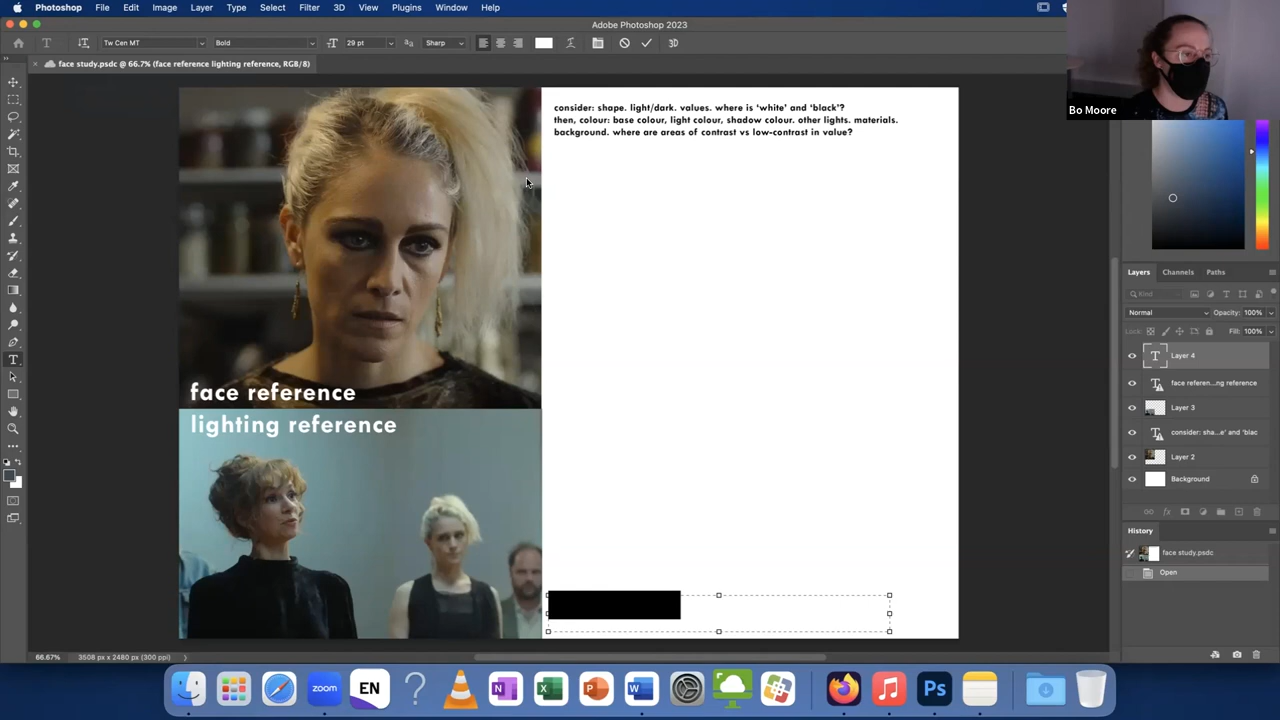 Photoshop File Edit Image Layer Type Select Filter 3D View Plugins Window Help
Adobe Photoshop 2023
Tw Cen MT Bold 29 pt Sharp 3D
face study.psdc @ 66.7% (face reference lighting reference, RGB/8)
Bo Moore
consider: shape. light/dark. values. where is ‘white’ and ‘black’?
then, colour: base colour, light colour, shadow colour. other lights. materials.
background. where are areas of contrast vs low-contrast in value?
face reference
lighting reference
Layers Channels Paths
Kind
Normal Opacity: 100%
Lock: Fill: 100%
Layer 4
face referen...ng reference
Layer 3
consider: sha...e' and 'blac
Layer 2
Background
History
face study.psdc
Open
66.67% 3508 px x 2480 px (300 ppi)
zoom
EN
N
X
P
W
Ps